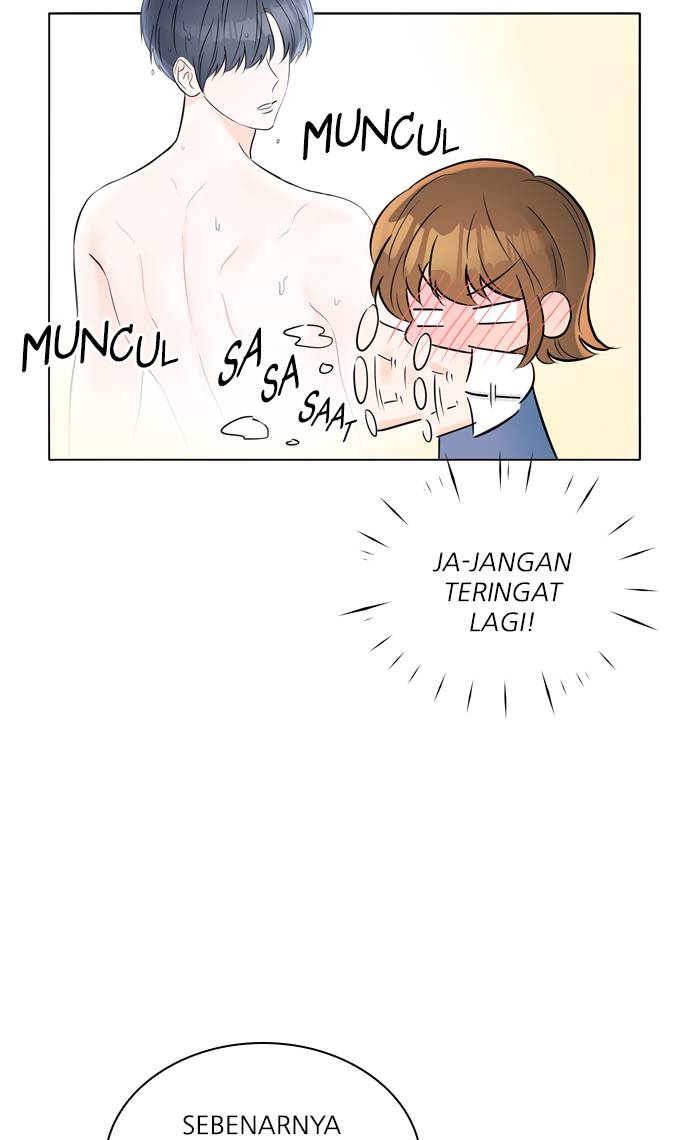 MUNCUL
MUNCUL
SA
SA
SAAT
JA-JANGAN
TERINGAT
LAGI!
SEBENARNYA